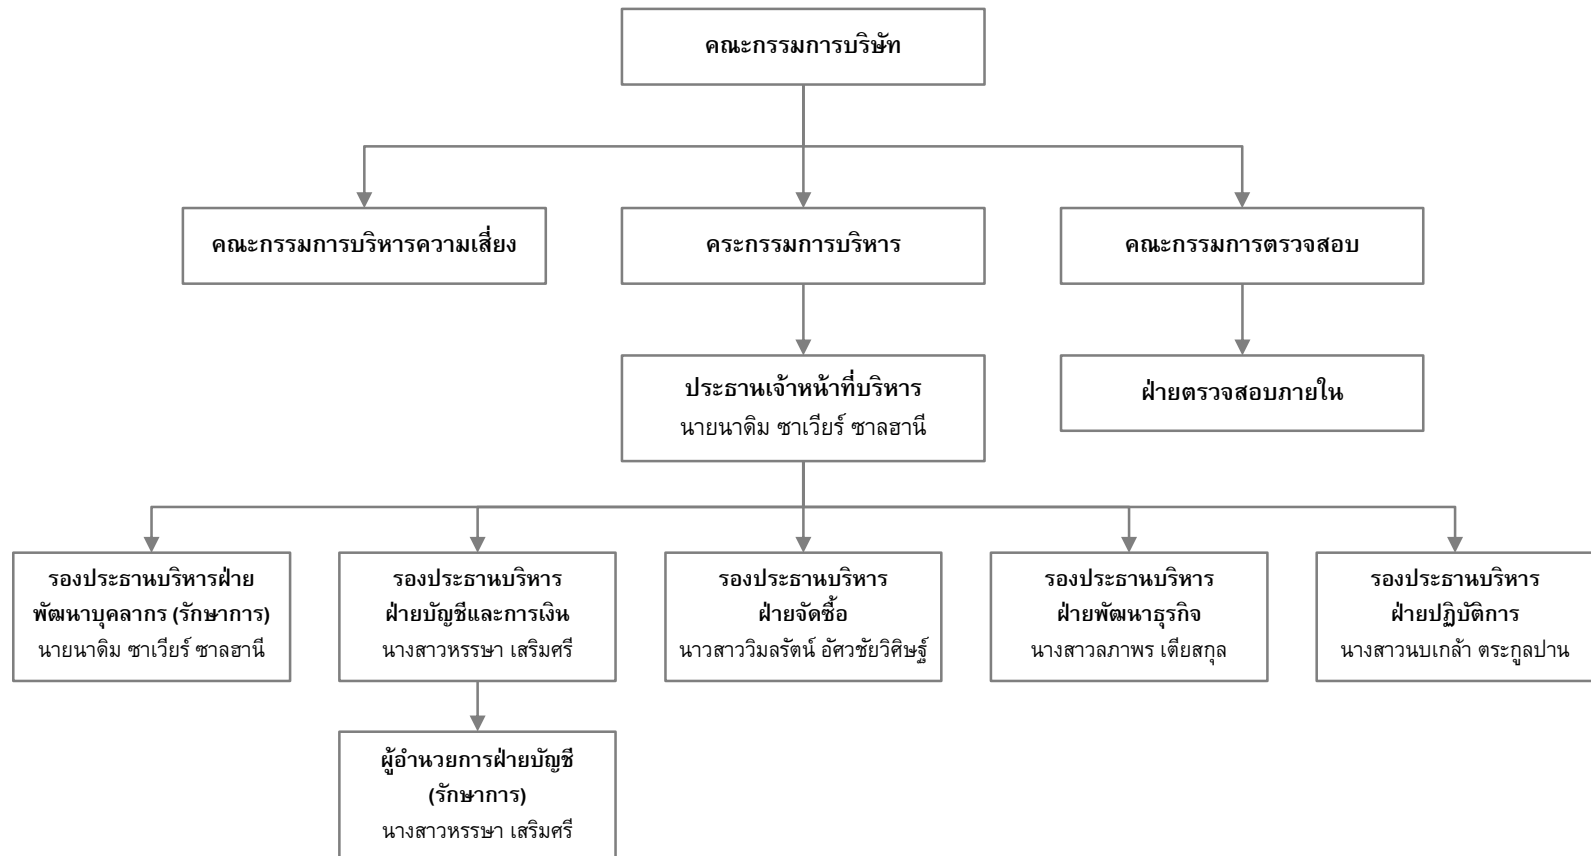 คณะกรรมการบริษัท
คณะกรรมการบริหารความเสี่ยง
คระกรรมการบริหาร
คณะกรรมการตรวจสอบ
ประธานเจ้าหน้าที่บริหาร
นายนาดิม ซาเวียร์ ซาลฮานี
ฝ่ายตรวจสอบภายใน
รองประธานบริหารฝ่าย
พัฒนาบุคลากร (รักษาการ)
นายนาดิม ซาเวียร์ ซาลฮานี
รองประธานบริหาร
ฝ่ายบัญชีและการเงิน
นางสาวหรรษา เสริมศรี
รองประธานบริหาร
ฝ่ายจัดซื้อ
นาวสาววิมลรัตน์ อัศวชัยวิศิษฐ์
รองประธานบริหาร
ฝ่ายพัฒนาธุรกิจ
นางสาวลภาพร เตียสกุล
รองประธานบริหาร
ฝ่ายปฏิบัติการ
นางสาวนบเกล้า ตระกูลปาน
ผู้อำนวยการฝ่ายบัญชี
(รักษาการ)
นางสาวหรรษา เสริมศรี